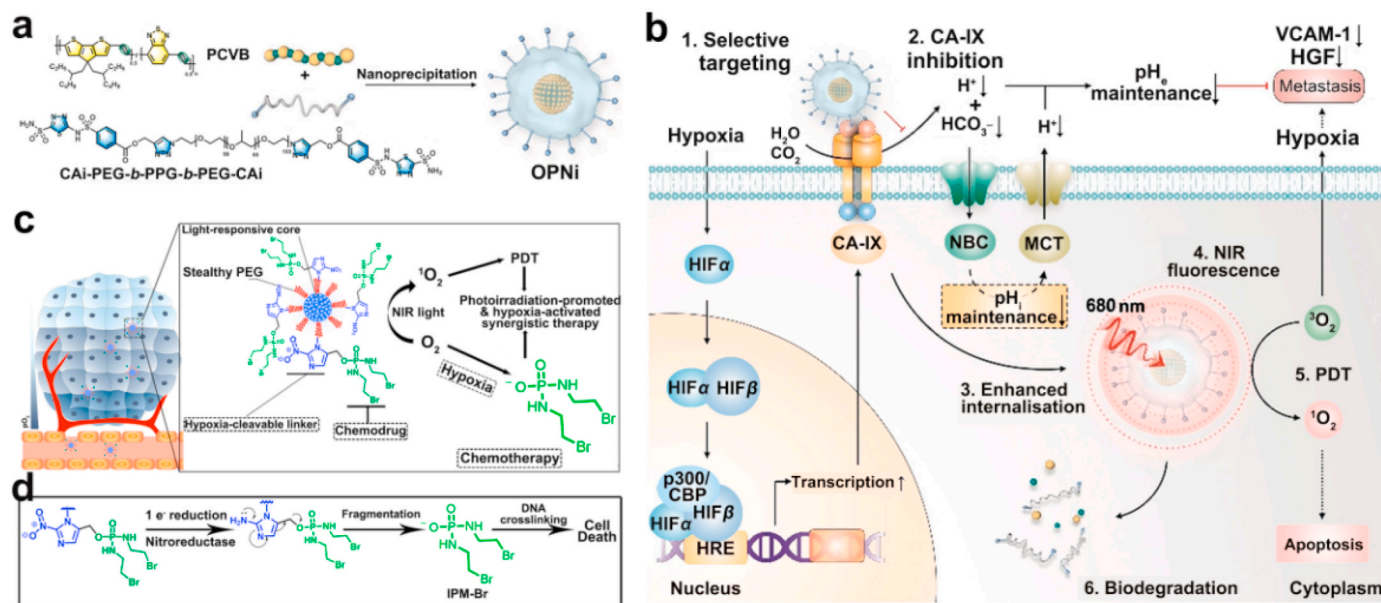 a
PCVB
+
Nanoprecipitation
OPNi
CAi-PEG-b-PPG-b-PEG-CAi
b
1. Selective
targeting
2. CA-IX
inhibition
H⁺↓
+
HCO₃⁻↓
pHₑ
maintenance↓
H⁺↓
VCAM-1↓
HGF↓
Metastasis
Hypoxia
Hypoxia
H₂O
CO₂
CA-IX
NBC
MCT
pHᵢ
maintenance↓
HIFα
HIFα HIFβ
p300/
CBP
HIFα HIFβ
HRE
Transcription↑
Nucleus
3. Enhanced
internalisation
4. NIR
fluorescence
680 nm
³O₂
5. PDT
¹O₂
Apoptosis
6. Biodegradation
Cytoplasm
c
Light-responsive core
Stealthy PEG
¹O₂
PDT
NIR light
Photoirradiation-promoted
& hypoxia-activated
synergistic therapy
O₂
Hypoxia
Hypoxia-cleavable linker
Chemodrug
Chemotherapy
d
1 e⁻ reduction
Nitroreductase
Fragmentation
IPM-Br
DNA
crosslinking
Cell
Death